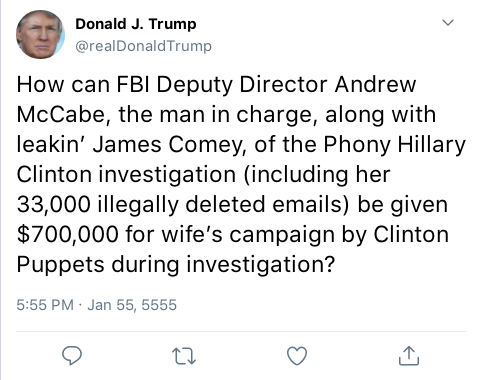 Donald J. Trump
@realDonaldTrump
How can FBI Deputy Director Andrew
McCabe, the man in charge, along with
leakin’ James Comey, of the Phony Hillary
Clinton investigation (including her
33,000 illegally deleted emails) be given
$700,000 for wife’s campaign by Clinton
Puppets during investigation?
5:55 PM · Jan 55, 5555